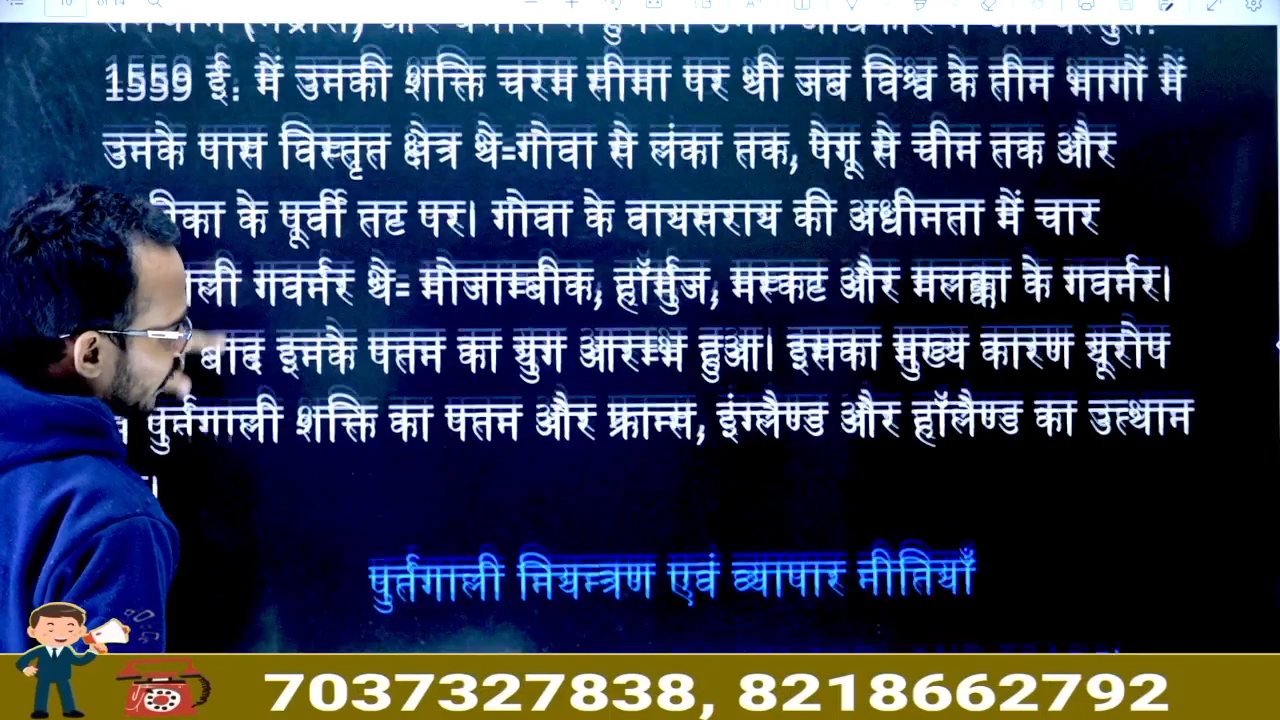 1559 ई. में उनकी शक्ति चरम सीमा पर थी जब विश्व के तीन भागों में
उनके पास विस्तृत क्षेत्र थे=गोवा से लंका तक, पेगू से चीन तक और
के पूर्वी तट पर। गोवा के वायसराय की अधीनता में चार
गवर्नर थे= मोजाम्बीक, हॉर्मुज, मस्कट और मलक्का के गवर्नर।
बाद इनके पतन का युग आरम्भ हुआ। इसका मुख्य कारण यूरोप
पुर्तगाली शक्ति का पतन और फ्रान्स, इंग्लैण्ड और हॉलैण्ड का उत्थान
पुर्तगाली नियन्त्रण एवं व्यापार नीतियाँ
7037327838, 8218662792